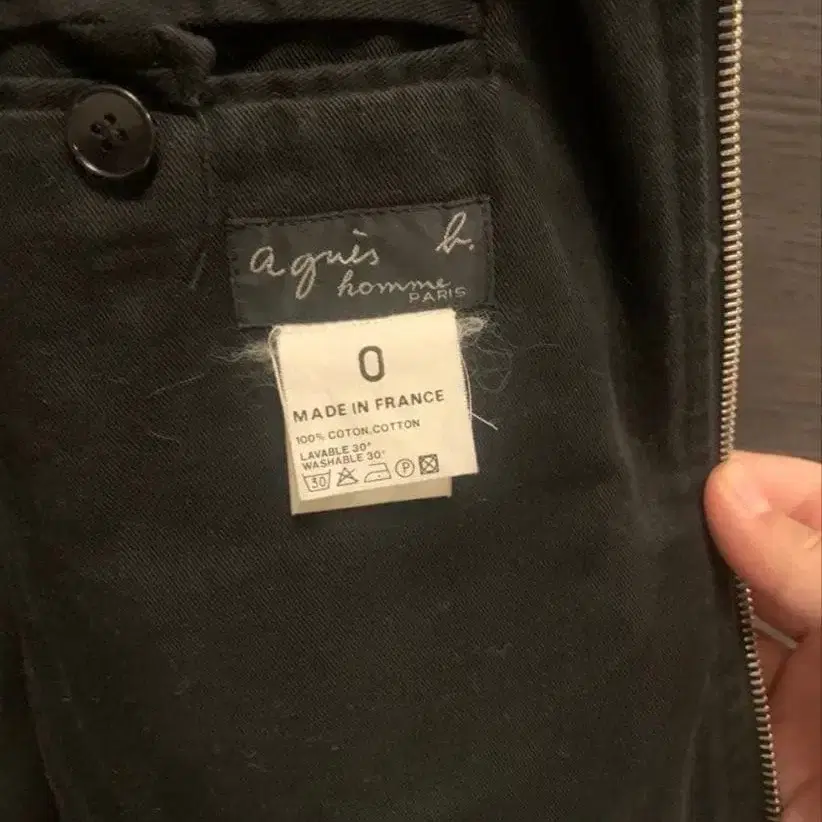 agnès b.
homme
PARIS
0
MADE IN FRANCE
100% COTON.COTTON
LAVABLE 30°
WASHABLE 30°
30 P